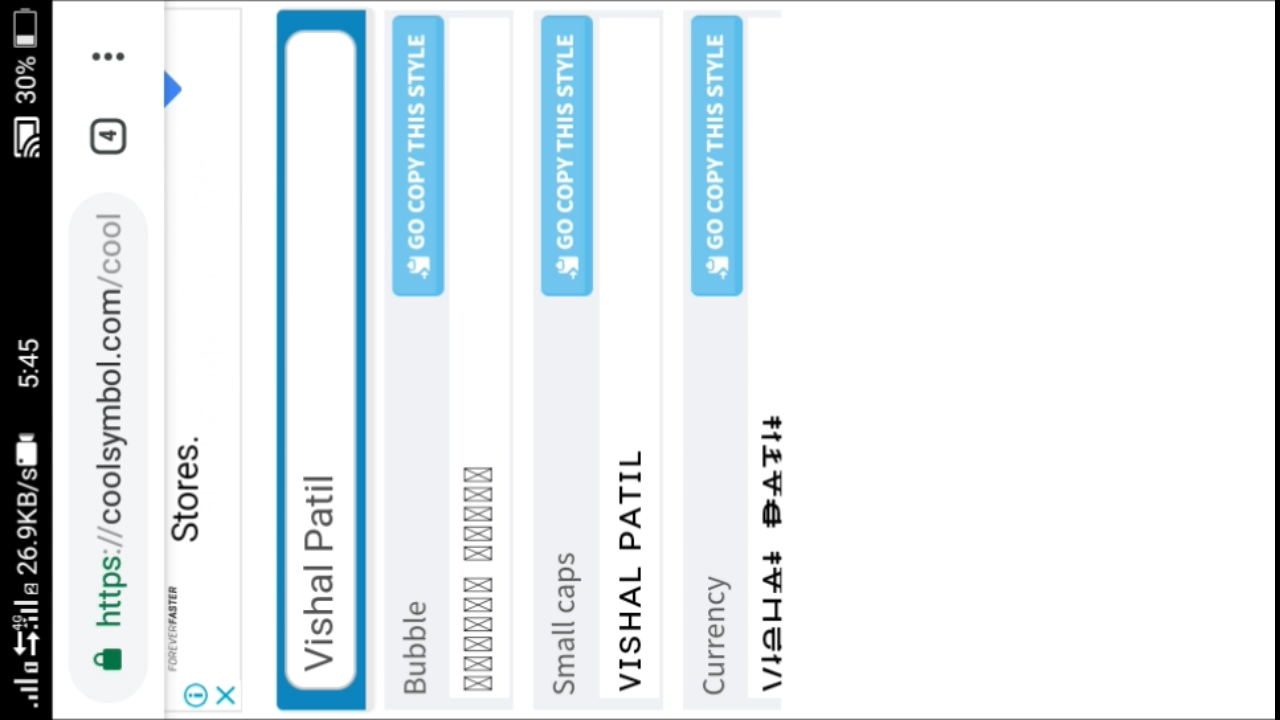 4G 26.9KB/s 5:45 30%
https://coolsymbol.com/cool 4
FOREVERFASTER
Stores.
Vishal Patil
Bubble GO COPY THIS STYLE
Small caps GO COPY THIS STYLE
VISHAL PATIL
Currency GO COPY THIS STYLE